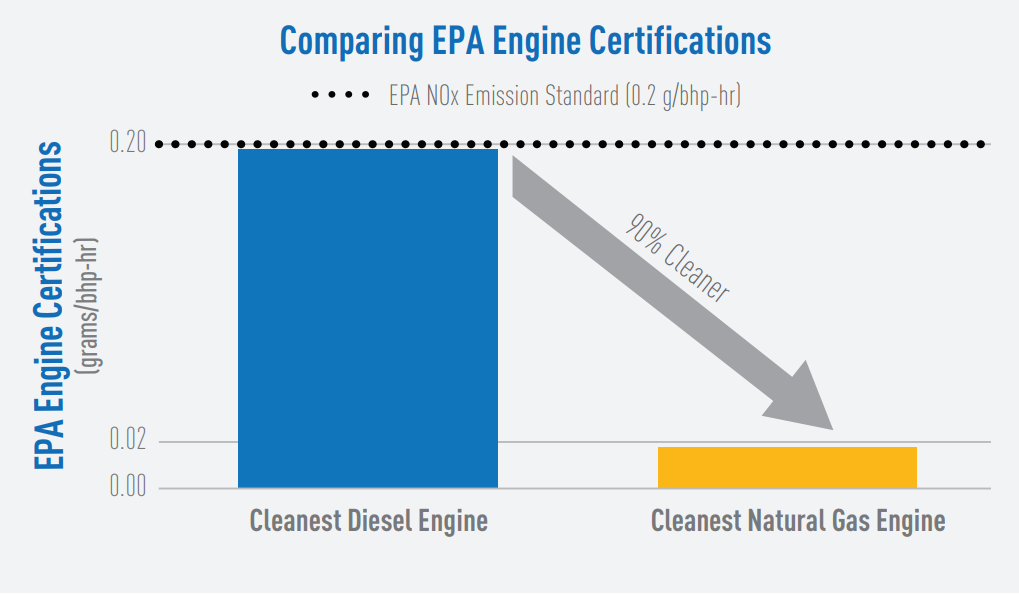 Comparing EPA Engine Certifications
EPA NOx Emission Standard (0.2 g/bhp-hr)
EPA Engine Certifications
(grams/bhp-hr)
0.20
90% Cleaner
0.02
0.00
Cleanest Diesel Engine
Cleanest Natural Gas Engine